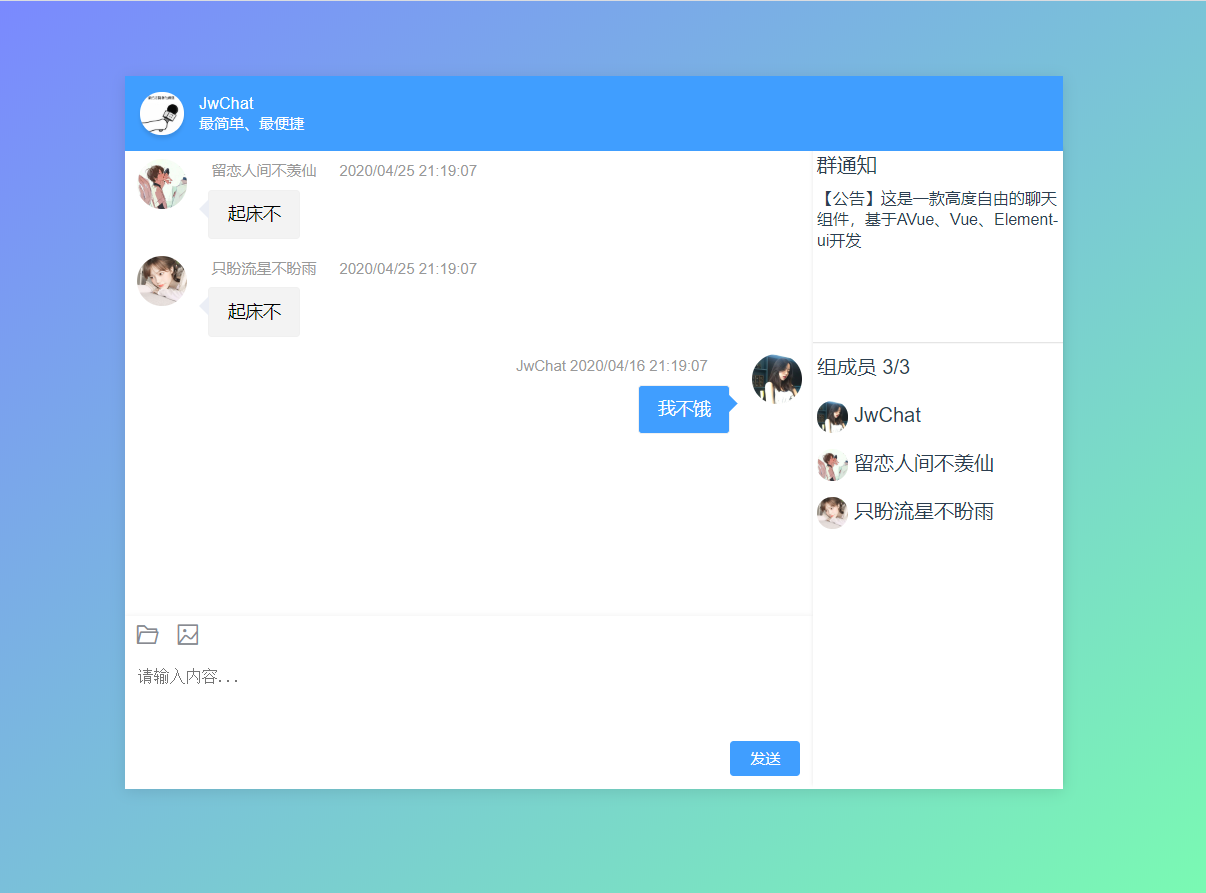 JwChat
最简单、最便捷
留恋人间不羡仙 2020/04/25 21:19:07
起床不
只盼流星不盼雨 2020/04/25 21:19:07
起床不
JwChat 2020/04/16 21:19:07
我不饿
请输入内容...
发送
群通知
【公告】这是一款高度自由的聊天
组件，基于AVue、Vue、Element-
ui开发
组成员 3/3
JwChat
留恋人间不羡仙
只盼流星不盼雨